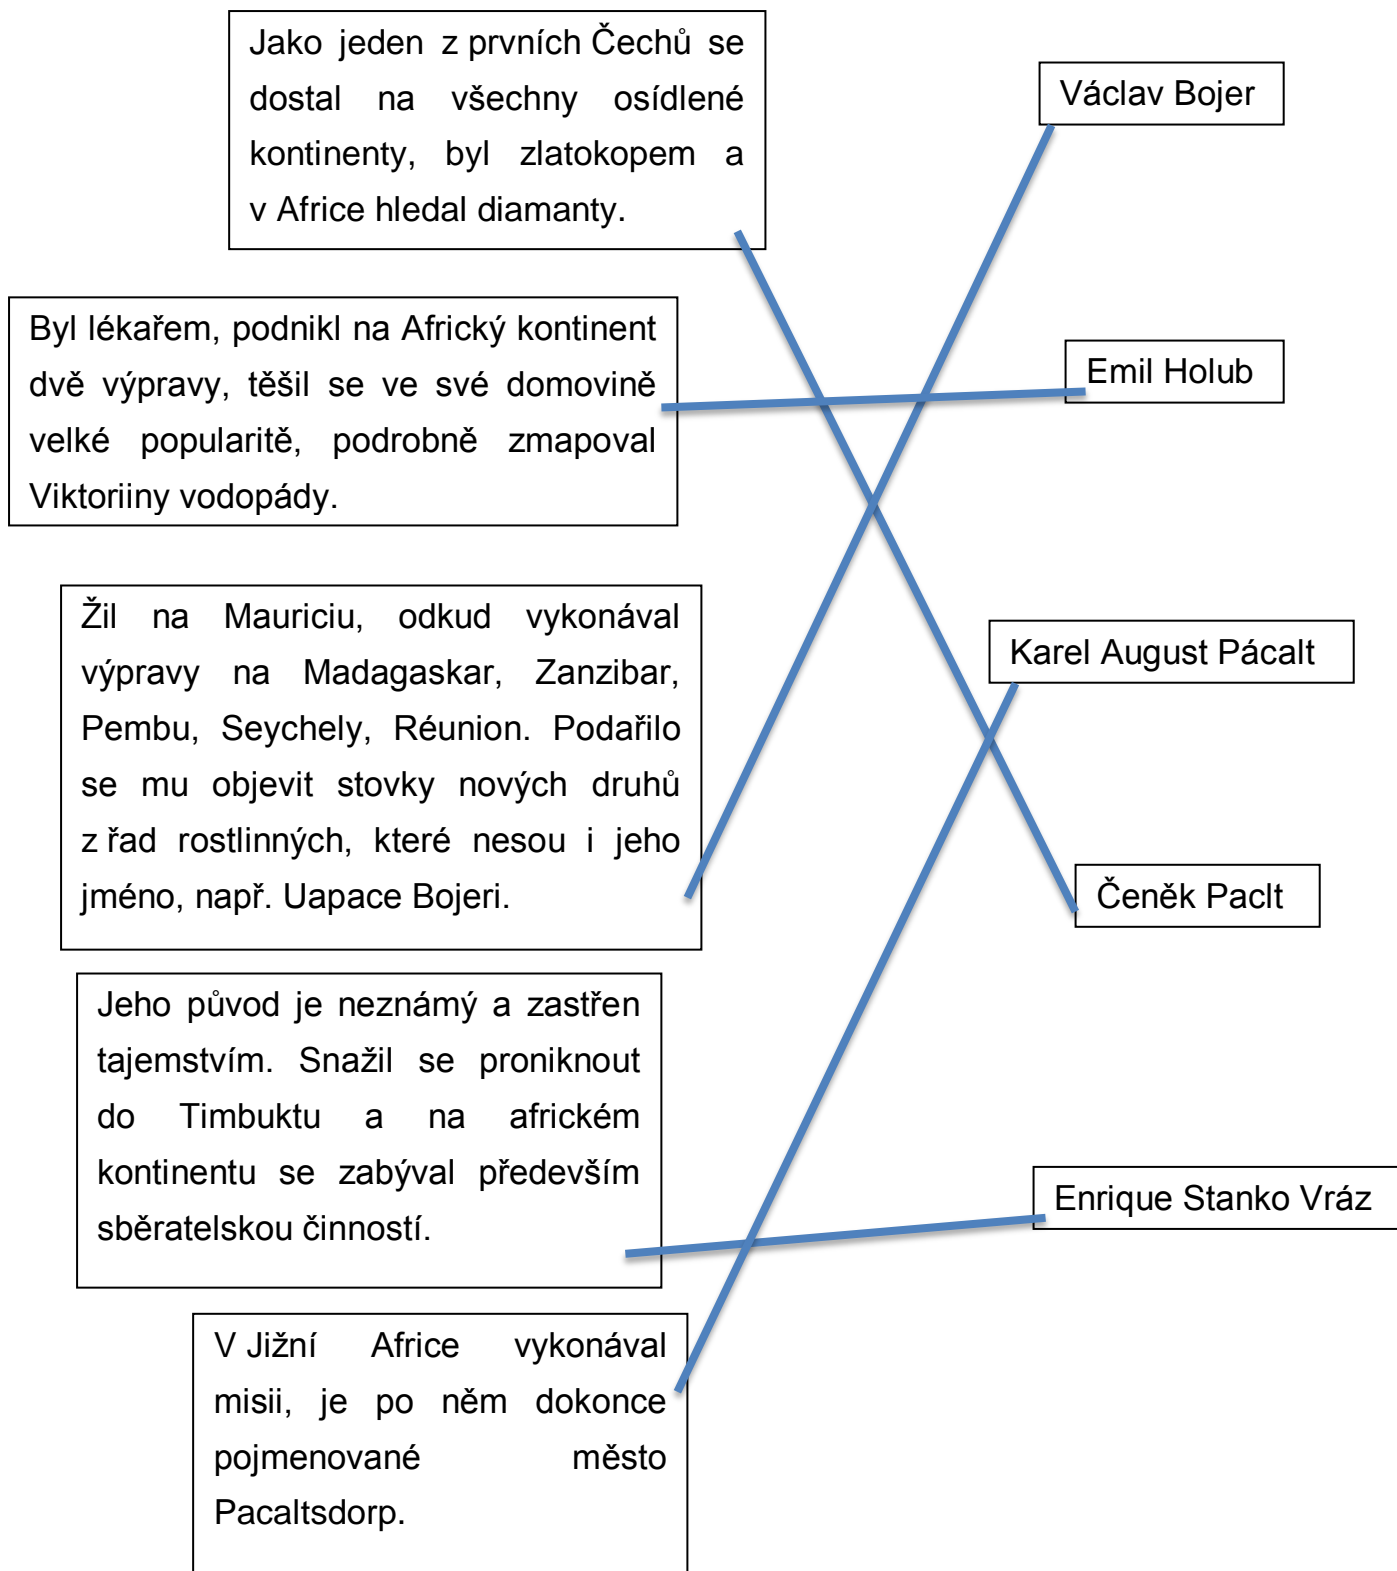 Jako jeden z prvních Čechů se
dostal na všechny osídlené
kontinenty, byl zlatokopem a
v Africe hledal diamanty.
Václav Bojer
Byl lékařem, podnikl na Africký kontinent
dvě výpravy, těšil se ve své domovině
velké popularitě, podrobně zmapoval
Viktoriiny vodopády.
Emil Holub
Žil na Mauriciu, odkud vykonával
výpravy na Madagaskar, Zanzibar,
Pembu, Seychely, Réunion. Podařilo
se mu objevit stovky nových druhů
z řad rostlinných, které nesou i jeho
jméno, např. Uapace Bojeri.
Karel August Pácalt
Čeněk Paclt
Jeho původ je neznámý a zastřen
tajemstvím. Snažil se proniknout
do Timbuktu a na africkém
kontinentu se zabýval především
sběratelskou činností.
Enrique Stanko Vráz
V Jižní Africe vykonával
misii, je po něm dokonce
pojmenované město
Pacaltsdorp.